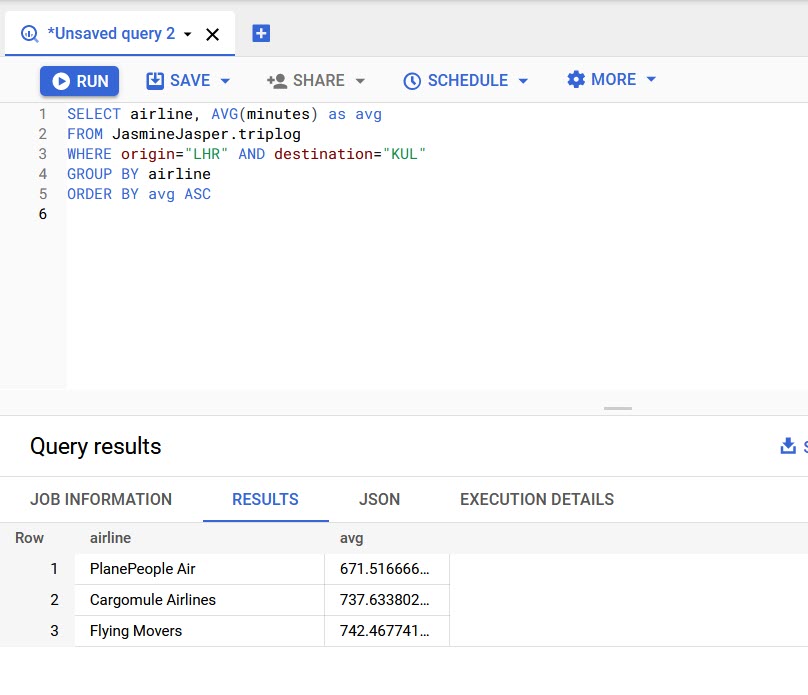 *Unsaved query 2
RUN SAVE SHARE SCHEDULE MORE
1 SELECT airline, AVG(minutes) as avg
2 FROM JasmineJasper.triplog
3 WHERE origin="LHR" AND destination="KUL"
4 GROUP BY airline
5 ORDER BY avg ASC
6
Query results
JOB INFORMATION RESULTS JSON EXECUTION DETAILS
Row airline avg
1 PlanePeople Air 671.516666...
2 Cargomule Airlines 737.633802...
3 Flying Movers 742.467741...